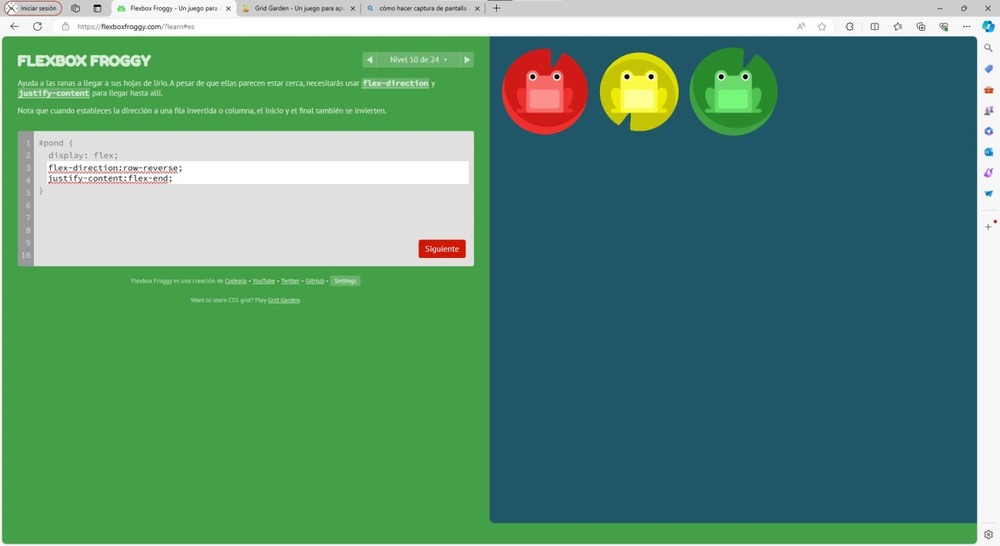 Iniciar sesión
Flexbox Froggy - Un juego para a
Grid Garden - Un juego para apr
cómo hacer captura de pantalla
https://flexboxfroggy.com/?learn#es
FLEXBOX FROGGY
Nivel 10 de 24
Ayuda a las ranas a llegar a sus hojas de lirio. A pesar de que ellas parecen estar cerca, necesitarás usar flex-direction y
justify-content para llegar hasta allí.
Nota que cuando estableces la dirección a una fila invertida o columna, el inicio y el final también se invierten.
1 #pond {
2 display: flex;
3 flex-direction:row-reverse;
4 justify-content:flex-end;
5 }
6
7
8
9
10
Siguiente
Flexbox Froggy es una creación de Codepip • YouTube • Twitter • GitHub • Settings
Want to learn CSS grid? Play Grid Garden.